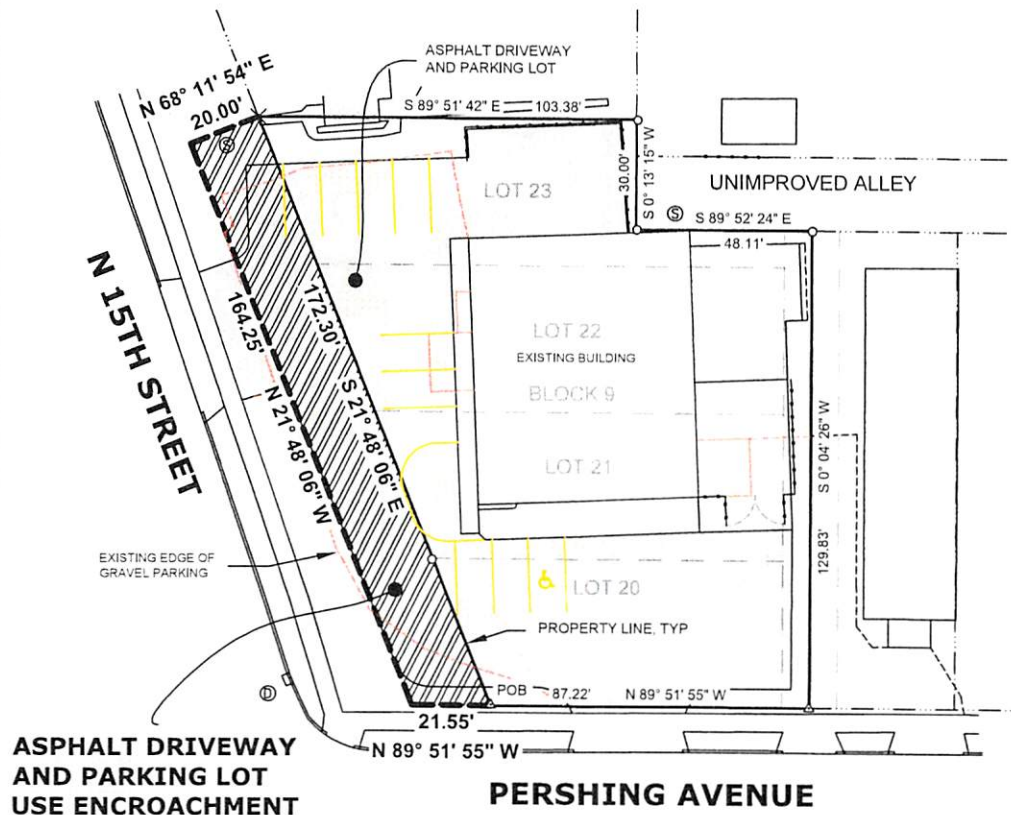 ASPHALT DRIVEWAY
AND PARKING LOT
N 68° 11' 54" E
20.00'
S 89° 51' 42" E
103.38'
S
LOT 23
30.00'
S 0° 13' 15" W
UNIMPROVED ALLEY
S
S 89° 52' 24" E
48.11'
N 15TH STREET
164.25'
N 21° 48' 06" W
172.30'
S 21° 48' 06" E
LOT 22
EXISTING BUILDING
BLOCK 9
LOT 21
S 0° 04' 26" W
129.83'
EXISTING EDGE OF
GRAVEL PARKING
LOT 20
PROPERTY LINE, TYP
D
POB
87.22'
N 89° 51' 55" W
21.55'
N 89° 51' 55" W
ASPHALT DRIVEWAY
AND PARKING LOT
USE ENCROACHMENT
PERSHING AVENUE